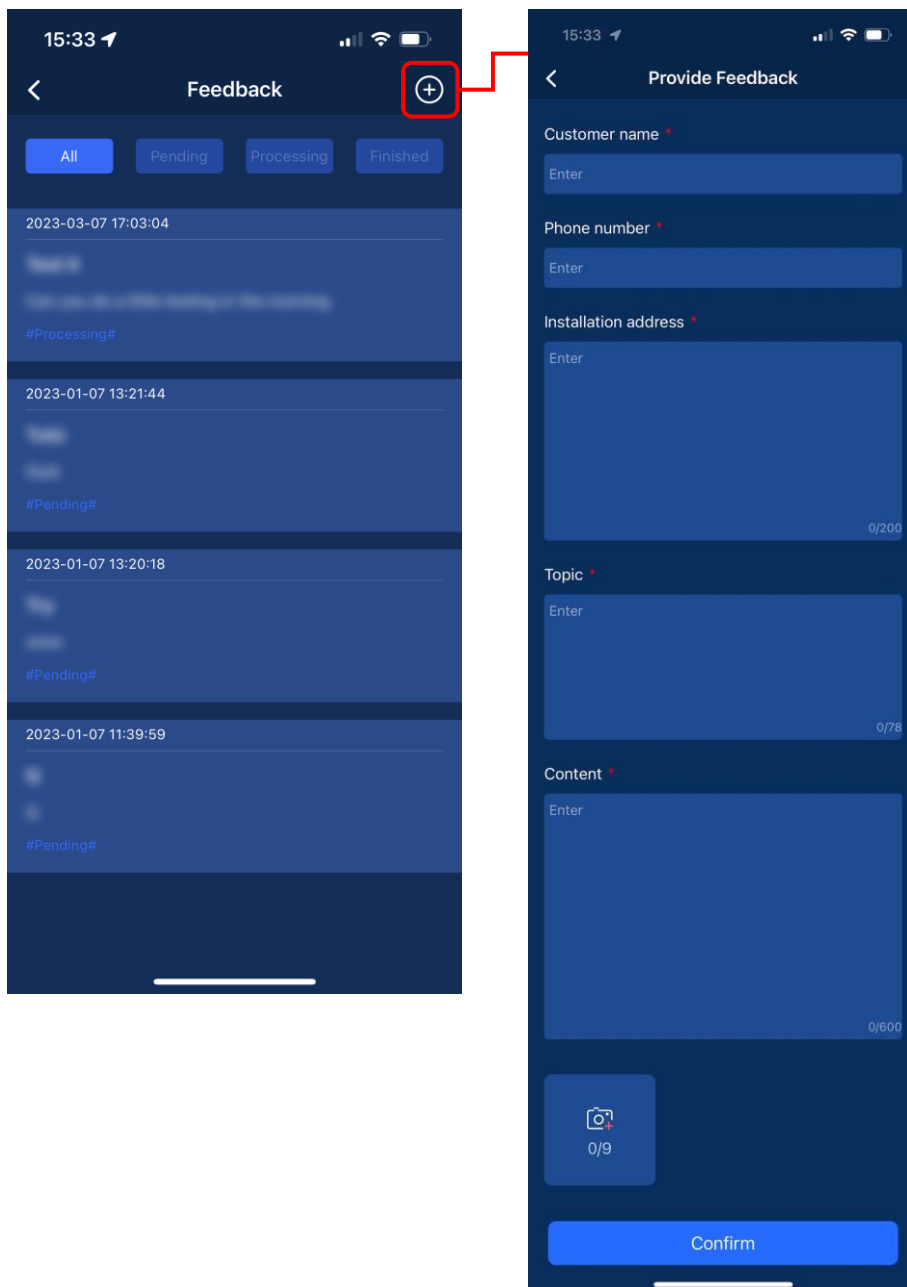 15:33
Feedback
All
Pending
Processing
Finished
2023-03-07 17:03:04
#Processing#
2023-01-07 13:21:44
#Pending#
2023-01-07 13:20:18
#Pending#
2023-01-07 11:39:59
#Pending#
15:33
Provide Feedback
Customer name *
Enter
Phone number *
Enter
Installation address *
Enter
0/200
Topic *
Enter
0/78
Content *
Enter
0/600
0/9
Confirm